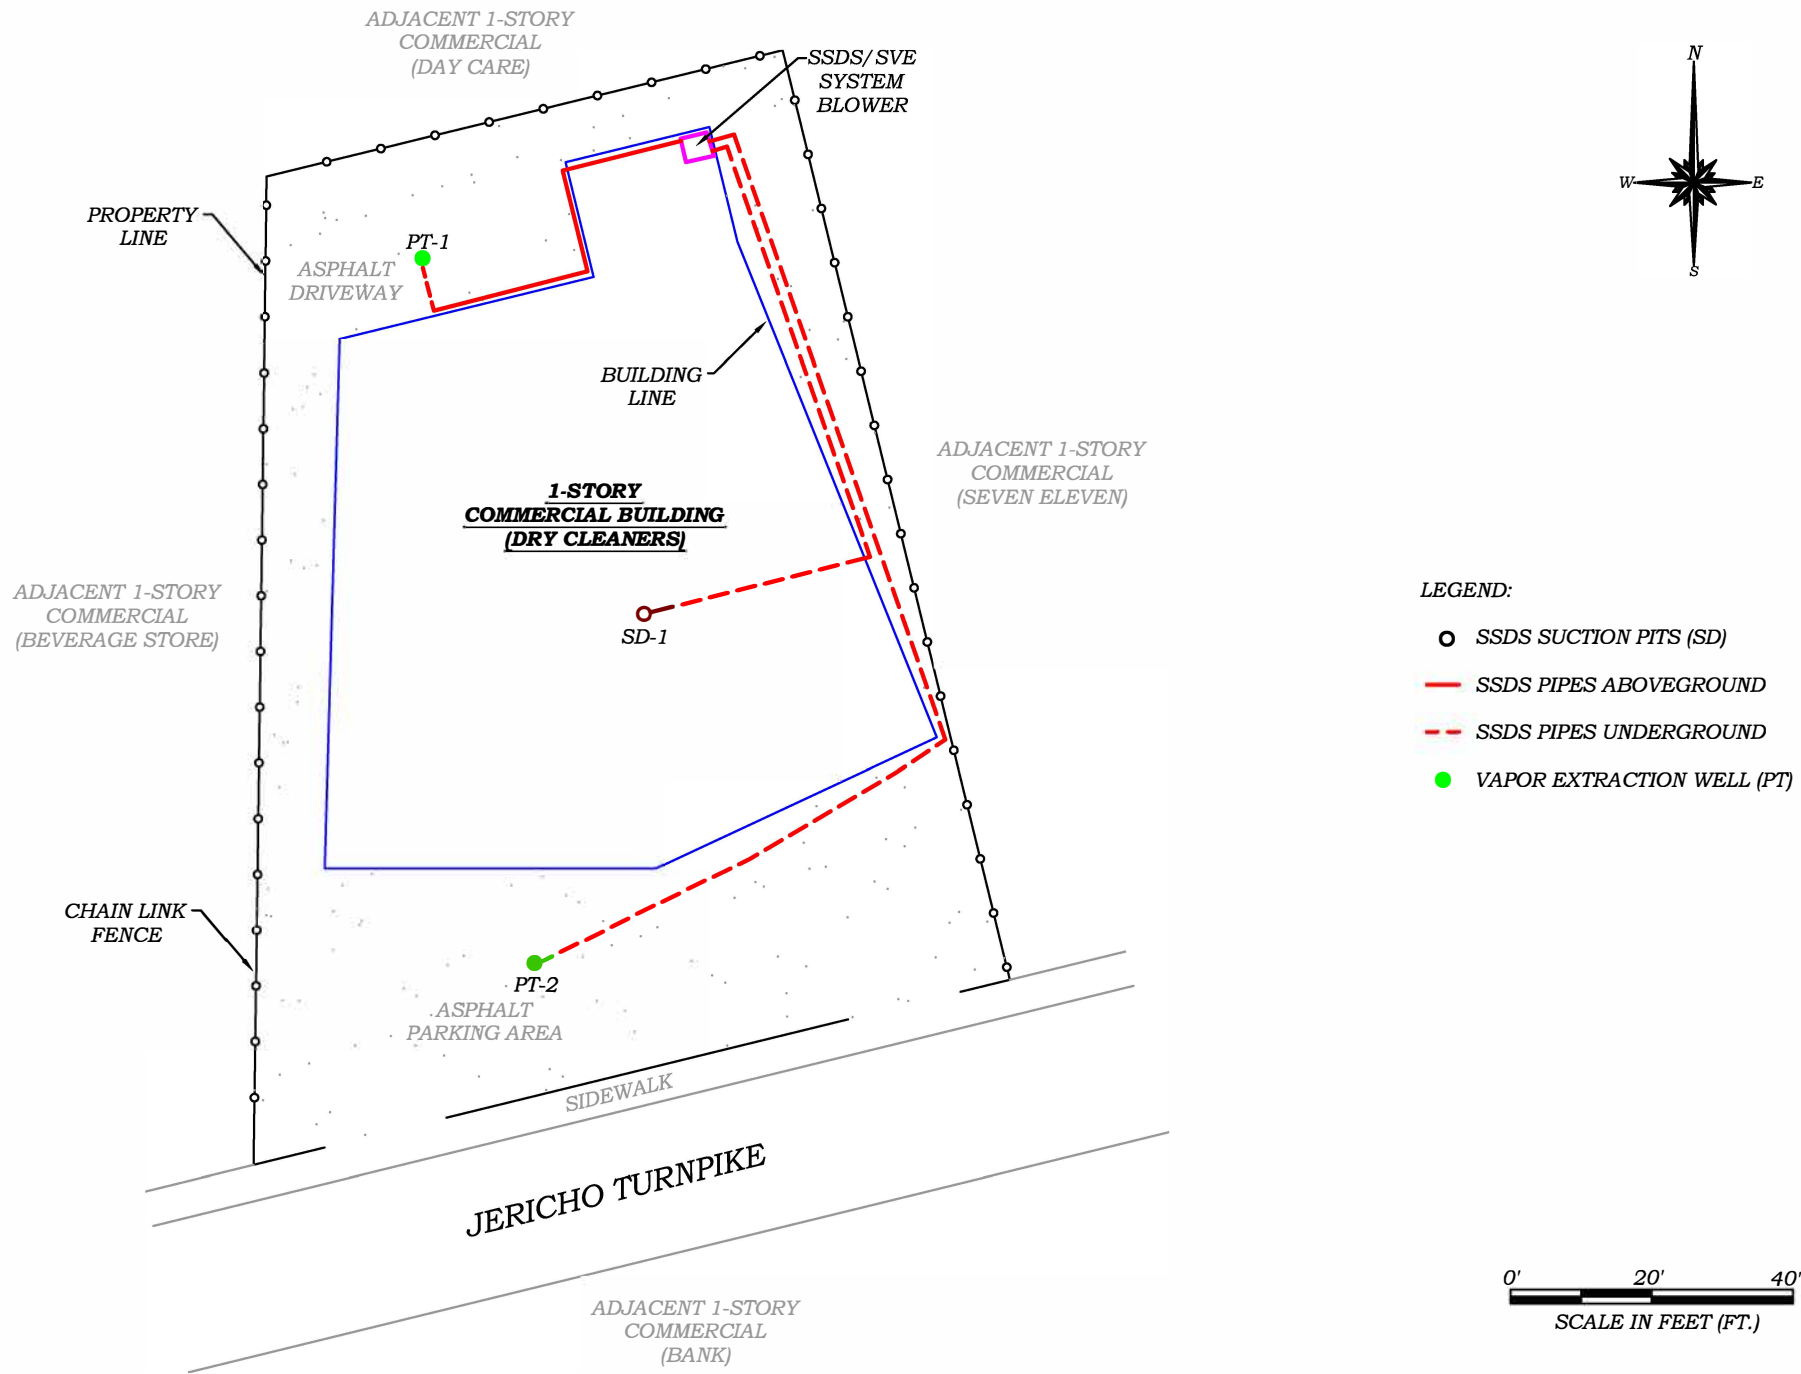 ADJACENT 1-STORY
COMMERCIAL
(DAY CARE)
SSDS/SVE
SYSTEM
BLOWER
N
W
E
S
PROPERTY
LINE
PT-1
ASPHALT
DRIVEWAY
BUILDING
LINE
ADJACENT 1-STORY
COMMERCIAL
(SEVEN ELEVEN)
1-STORY
COMMERCIAL BUILDING
(DRY CLEANERS)
ADJACENT 1-STORY
COMMERCIAL
(BEVERAGE STORE)
SD-1
LEGEND:
SSDS SUCTION PITS (SD)
SSDS PIPES ABOVEGROUND
SSDS PIPES UNDERGROUND
VAPOR EXTRACTION WELL (PT)
CHAIN LINK
FENCE
PT-2
ASPHALT
PARKING AREA
SIDEWALK
JERICHO TURNPIKE
ADJACENT 1-STORY
COMMERCIAL
(BANK)
0' 20' 40'
SCALE IN FEET (FT.)